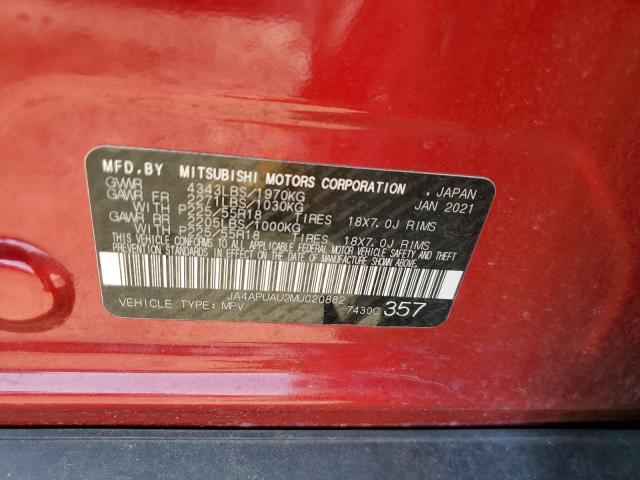 MFD.BY MITSUBISHI MOTORS CORPORATION , JAPAN
GVWR 4343LBS/1970KG JAN 2021
GAWR FR 2271LBS/1030KG
WITH P225/55R18 TIRES 18X7.0J RIMS
GAWR RR 2205LBS/1000KG
WITH P225/55R18 TIRES 18X7.0J RIMS
THIS VEHICLE CONFORMS TO ALL APPLICABLE FEDERAL MOTOR VEHICLE SAFETY AND THEFT
PREVENTION STANDARDS IN EFFECT ON THE DATE OF MANUFACTURE SHOWN ABOVE.
JA4APUAU2MU020882
VEHICLE TYPE: MPV 7430C 357